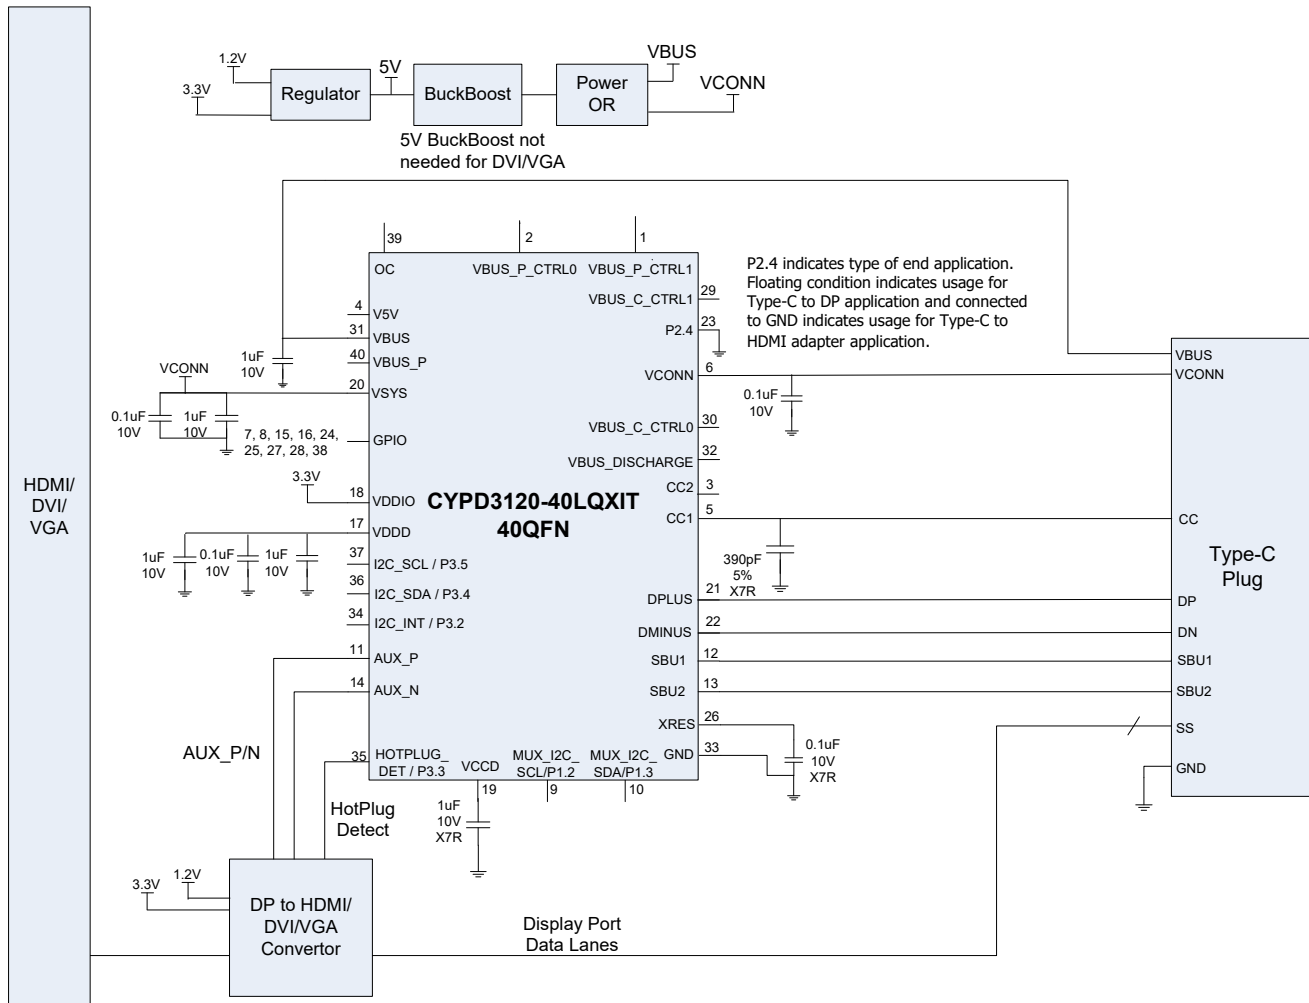 VBUS
1.2V
5V
VCONN
3.3V
Regulator
BuckBoost
Power
OR
5V BuckBoost not
needed for DVI/VGA
39
2
1
OC
VBUS_P_CTRL0
VBUS_P_CTRL1
P2.4 indicates type of end application.
Floating condition indicates usage for
Type-C to DP application and connected
to GND indicates usage for Type-C to
HDMI adapter application.
VBUS_C_CTRL1
29
4
V5V
P2.4
23
31
VBUS
40
VBUS_P
1uF
10V
VCONN
20
VSYS
VCONN
6
VBUS
VCONN
0.1uF
10V
1uF
10V
0.1uF
10V
7, 8, 15, 16, 24,
25, 27, 28, 38
GPIO
VBUS_C_CTRL0
30
VBUS_DISCHARGE
32
3.3V
18
VDDIO
CC2
3
CYPD3120-40LQXIT
40QFN
17
VDDD
CC1
5
CC
HDMI/
DVI/
VGA
1uF
10V
0.1uF
10V
1uF
10V
37
I2C_SCL / P3.5
390pF
5%
X7R
Type-C
Plug
36
I2C_SDA / P3.4
DPLUS
21
DP
34
I2C_INT / P3.2
DMINUS
22
DN
11
AUX_P
SBU1
12
SBU1
14
AUX_N
SBU2
13
SBU2
XRES
26
SS
AUX_P/N
35
HOTPLUG_
DET / P3.3
VCCD
MUX_I2C_
SCL/P1.2
MUX_I2C_
SDA/P1.3
GND
33
0.1uF
10V
X7R
GND
19
9
10
HotPlug
Detect
1uF
10V
X7R
3.3V
1.2V
DP to HDMI/
DVI/VGA
Convertor
Display Port
Data Lanes